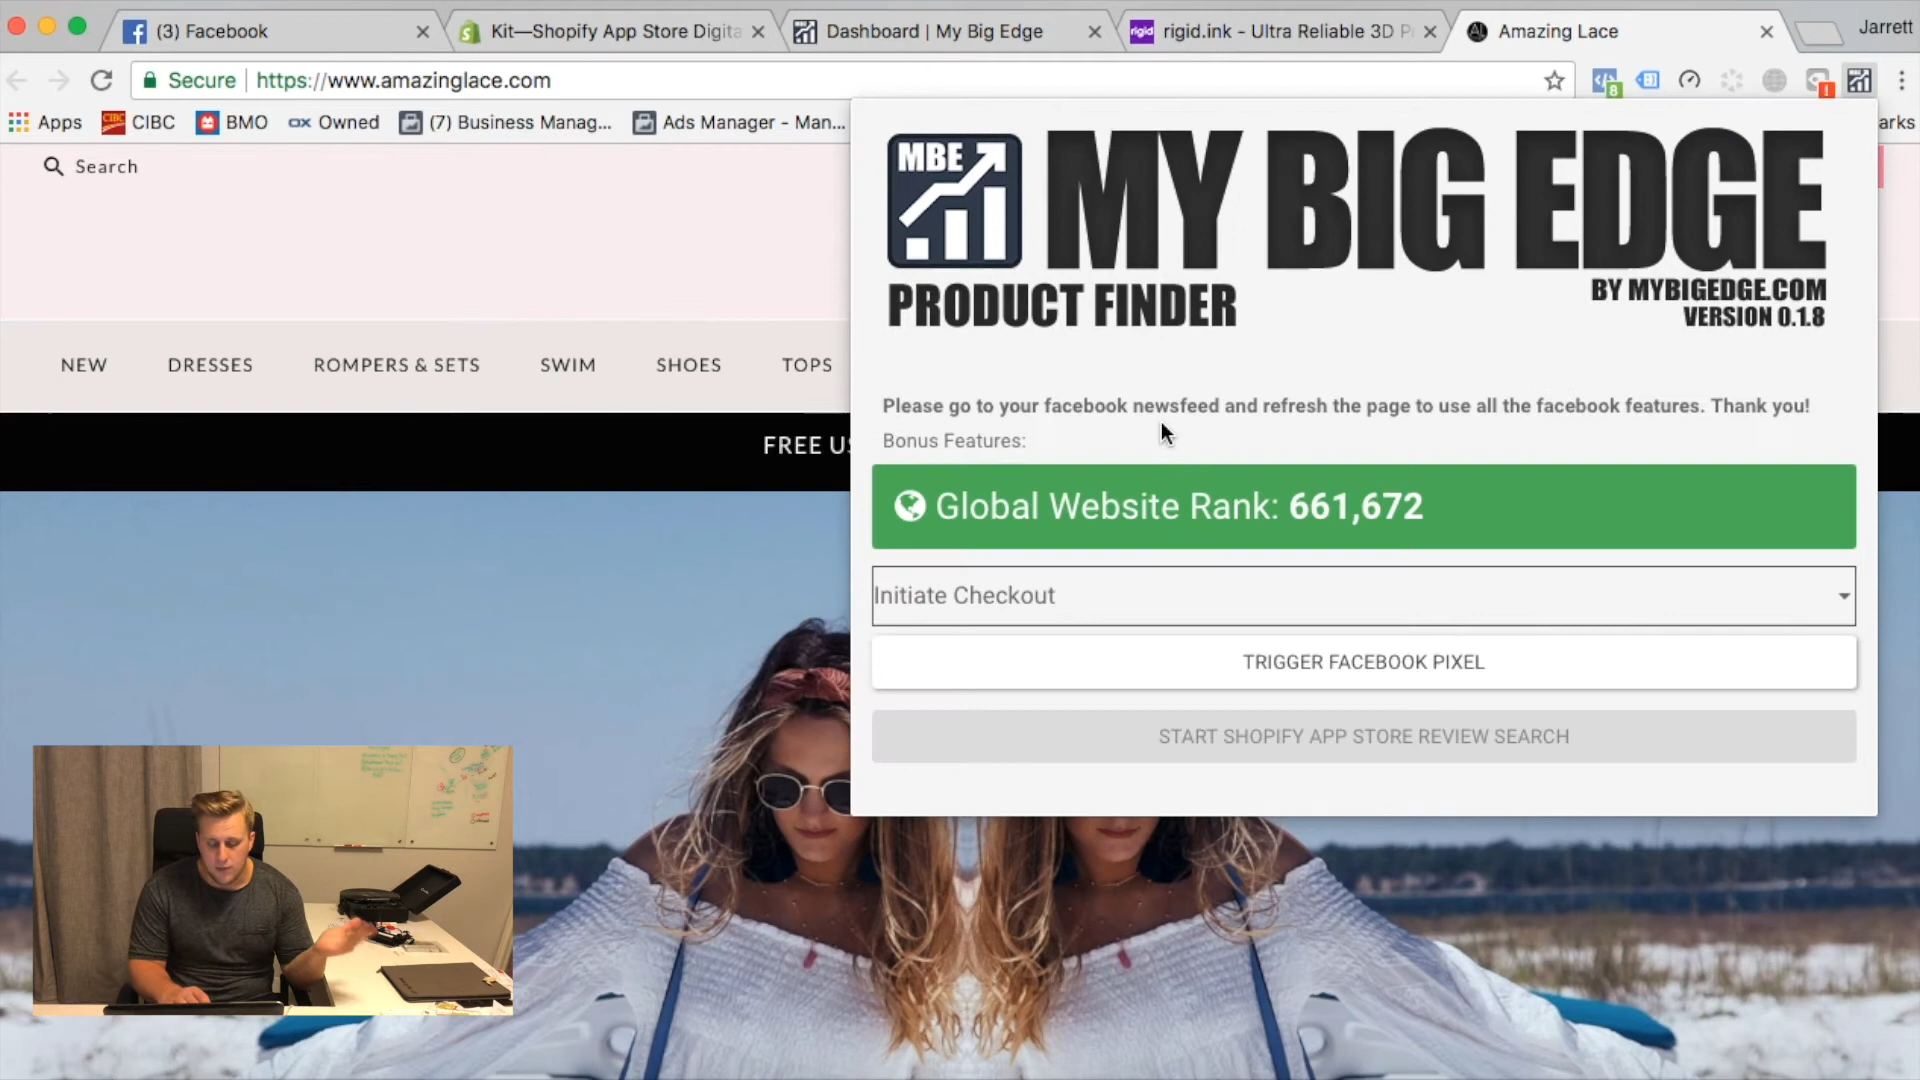 (3) Facebook
Kit—Shopify App Store Digita
Dashboard | My Big Edge
rigid
rigid.ink - Ultra Reliable 3D P
Amazing Lace
Jarrett
Secure
https://www.amazinglace.com
8
!
Apps
CIBC
CIBC
BMO
OX Owned
(7) Business Manag...
Ads Manager - Man...
arks
Search
NEW
DRESSES
ROMPERS & SETS
SWIM
SHOES
TOPS
FREE US
MBE
MY BIG EDGE
PRODUCT FINDER
BY MYBIGEDGE.COM
VERSION 0.1.8
Please go to your facebook newsfeed and refresh the page to use all the facebook features. Thank you!
Bonus Features:
Global Website Rank: 661,672
Initiate Checkout
TRIGGER FACEBOOK PIXEL
START SHOPIFY APP STORE REVIEW SEARCH